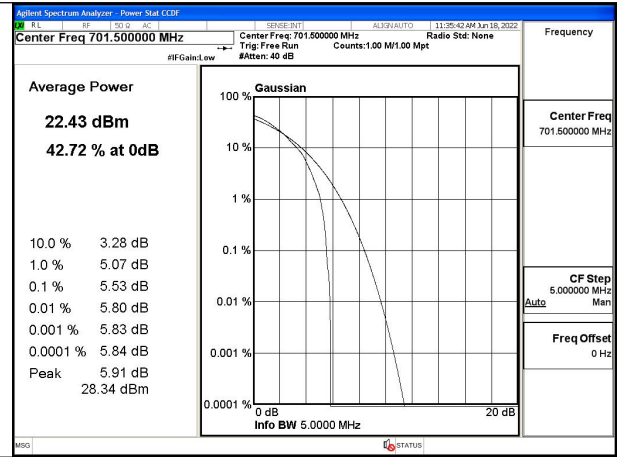 Agilent Spectrum Analyzer - Power Stat CCDF
RL RF 50 Ω AC SENSE:INT ALIGN AUTO 11:35:42 AM Jun 18, 2022
Center Freq 701.500000 MHz
Center Freq: 701.500000 MHz Radio Std: None
Trig: Free Run Counts:1.00 M/1.00 Mpt
#IFGain:Low #Atten: 40 dB
Frequency
Average Power
22.43 dBm
42.72 % at 0dB
10.0 % 3.28 dB
1.0 % 5.07 dB
0.1 % 5.53 dB
0.01 % 5.80 dB
0.001 % 5.83 dB
0.0001 % 5.84 dB
Peak 5.91 dB
28.34 dBm
Gaussian
100 %
10 %
1 %
0.1 %
0.01 %
0.001 %
0.0001 %
0 dB 20 dB
Info BW 5.0000 MHz
Center Freq
701.500000 MHz
CF Step
5.000000 MHz
Auto Man
Freq Offset
0 Hz
MSG STATUS